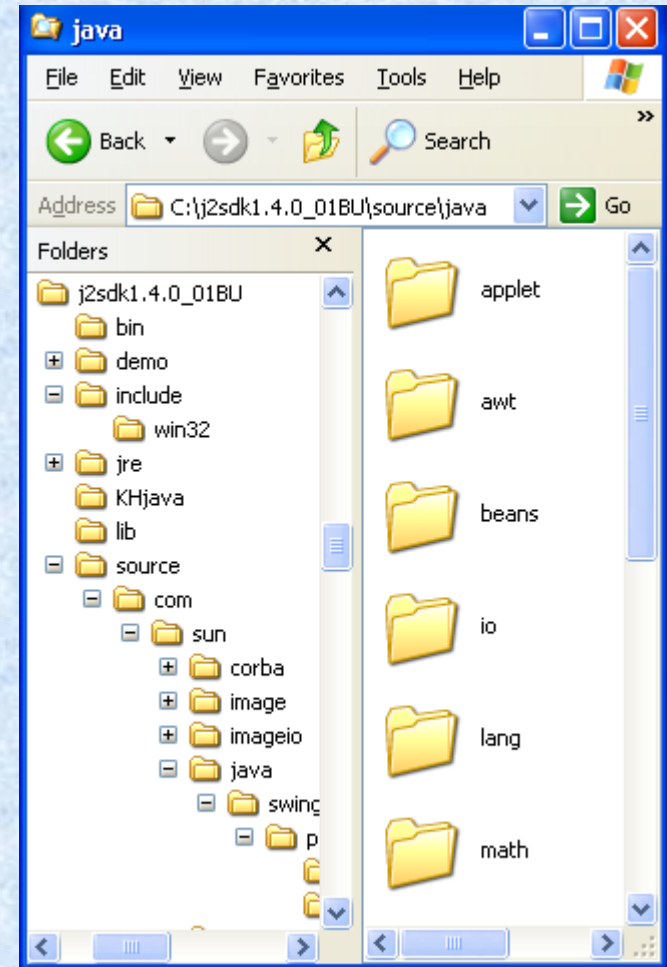 java
File Edit View Favorites Tools Help
Back Search »
Address C:\j2sdk1.4.0_01BU\source\java Go
Folders
j2sdk1.4.0_01BU
bin
demo
include
win32
jre
KHjava
lib
source
com
sun
corba
image
imageio
java
swing
p
applet
awt
beans
io
lang
math